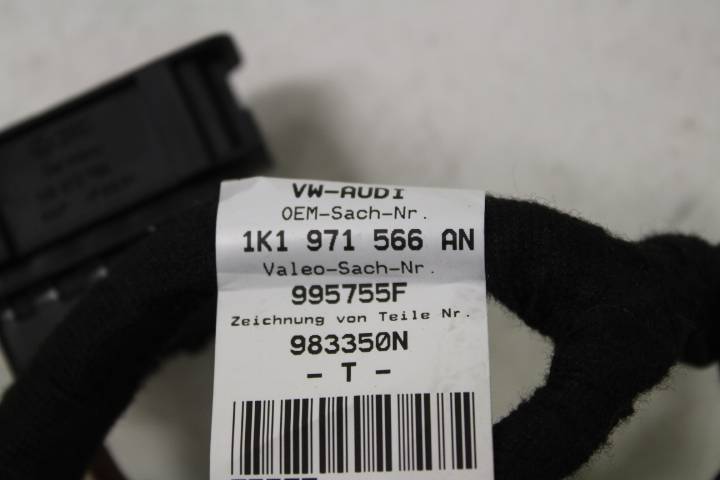 VW-AUDI
OEM-Sach-Nr.
1K1 971 566 AN
Valeo-Sach-Nr.
995755F
Zeichnung von Teile Nr.
983350N
- T -